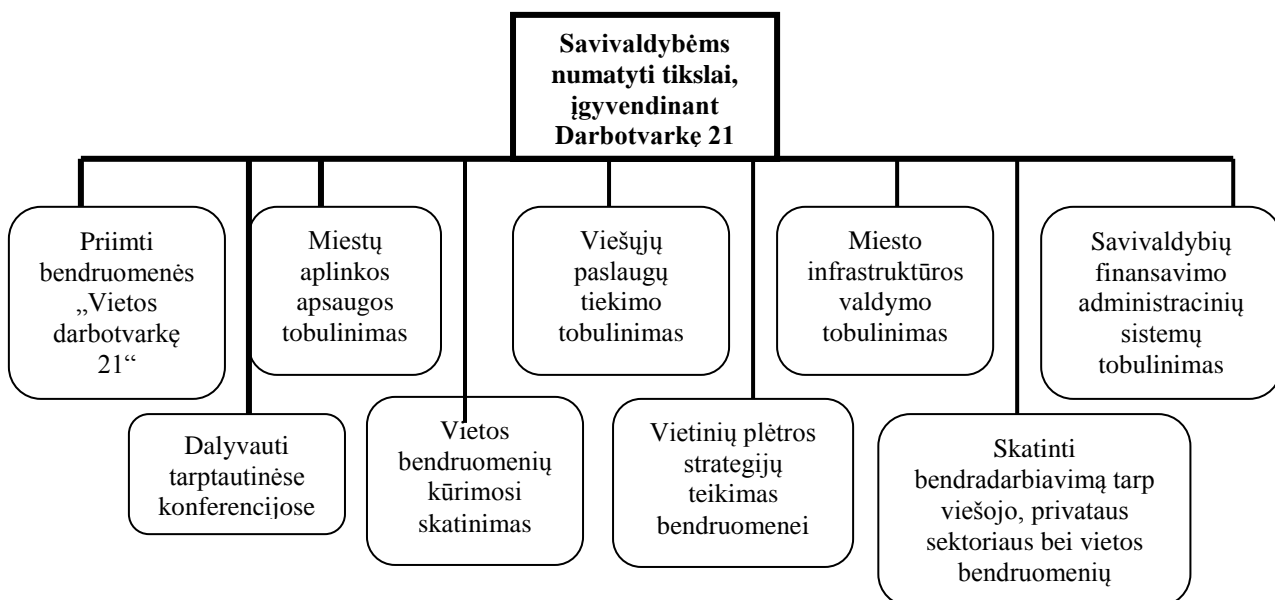 Savivaldybėms
numatyti tikslai,
įgyvendinant
Darbotvarkę 21
Priimti
bendruomenės
„Vietos
darbotvarkę
21“
Miestų
aplinkos
apsaugos
tobulinimas
Viešųjų
paslaugų
tiekimo
tobulinimas
Miesto
infrastruktūros
valdymo
tobulinimas
Savivaldybių
finansavimo
administracinių
sistemų
tobulinimas
Dalyvauti
tarptautinėse
konferencijose
Vietos
bendruomenių
kūrimosi
skatinimas
Vietinių plėtros
strategijų
teikimas
bendruomenei
Skatinti
bendradarbiavimą tarp
viešojo, privataus
sektoriaus bei vietos
bendruomenių